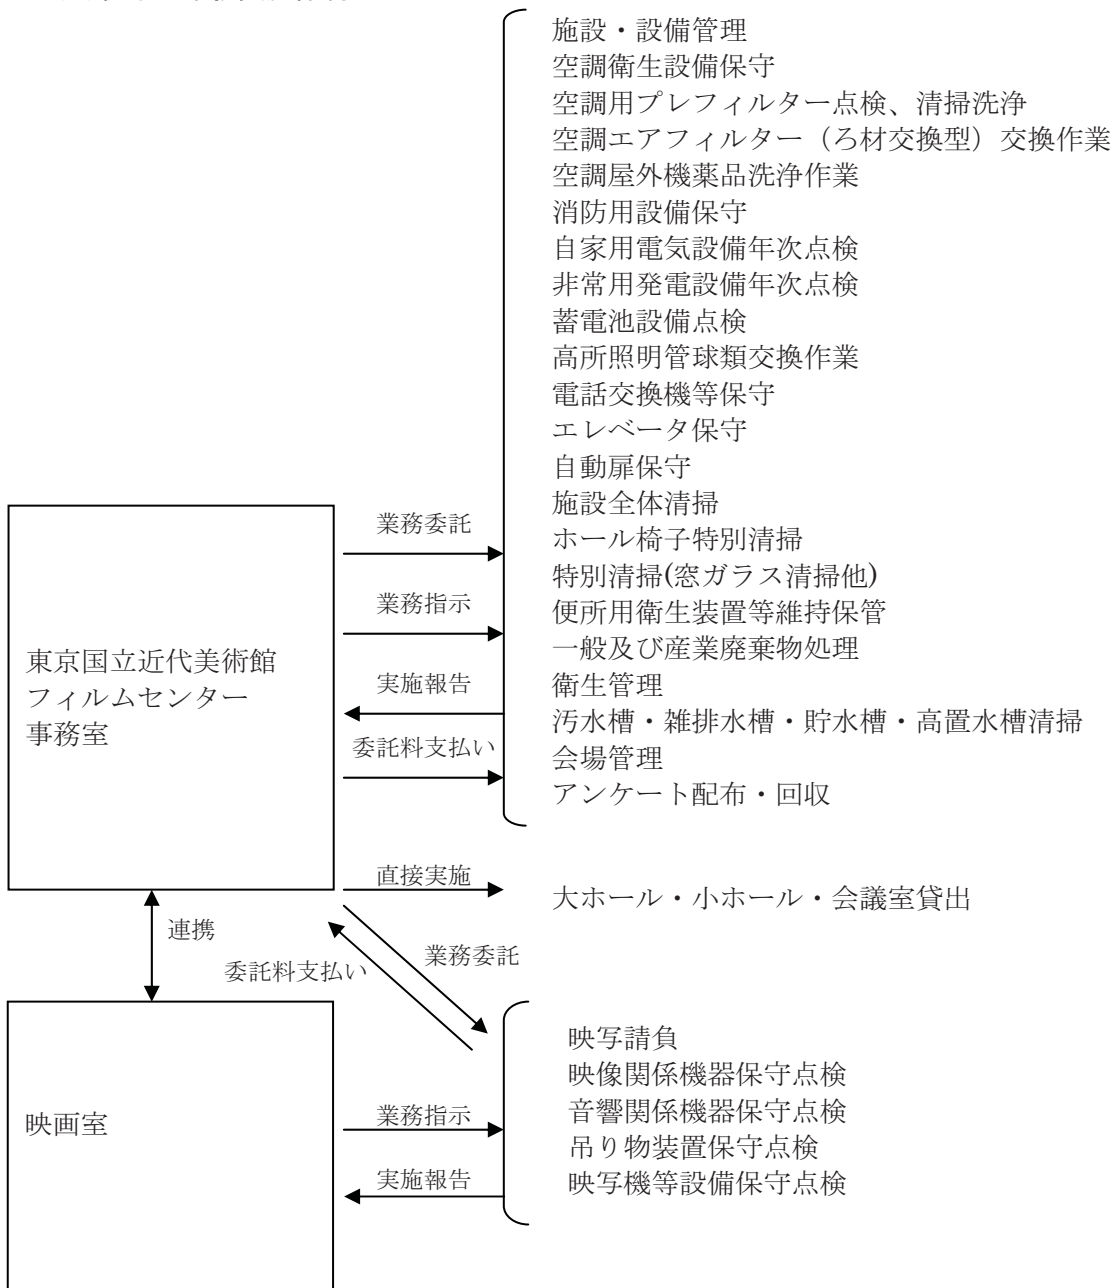 施設・設備管理
空調衛生設備保守
空調用プレフィルター点検、清掃洗浄
空調エアフィルター（ろ材交換型）交換作業
空調屋外機薬品洗浄作業
消防用設備保守
自家用電気設備年次点検
非常用発電設備年次点検
蓄電池設備点検
高所照明管球類交換作業
電話交換機等保守
エレベータ保守
自動扉保守
施設全体清掃
ホール椅子特別清掃
特別清掃(窓ガラス清掃他)
便所用衛生装置等維持保管
一般及び産業廃棄物処理
衛生管理
汚水槽・雑排水槽・貯水槽・高置水槽清掃
会場管理
アンケート配布・回収
業務委託
業務指示
実施報告
委託料支払い
東京国立近代美術館
フィルムセンター
事務室
直接実施
大ホール・小ホール・会議室貸出
連携
業務委託
委託料支払い
映画室
業務指示
実施報告
映写請負
映像関係機器保守点検
音響関係機器保守点検
吊り物装置保守点検
映写機等設備保守点検